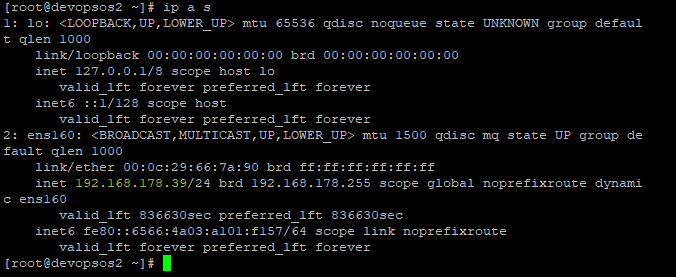 [root@devopsos2 ~]# ip a s
1: lo: <LOOPBACK,UP,LOWER_UP> mtu 65536 qdisc noqueue state UNKNOWN group defaul
t qlen 1000
    link/loopback 00:00:00:00:00:00 brd 00:00:00:00:00:00
    inet 127.0.0.1/8 scope host lo
       valid_lft forever preferred_lft forever
    inet6 ::1/128 scope host
       valid_lft forever preferred_lft forever
2: ens160: <BROADCAST,MULTICAST,UP,LOWER_UP> mtu 1500 qdisc mq state UP group de
fault qlen 1000
    link/ether 00:0c:29:66:7a:90 brd ff:ff:ff:ff:ff:ff
    inet 192.168.178.39/24 brd 192.168.178.255 scope global noprefixroute dynami
c ens160
       valid_lft 836630sec preferred_lft 836630sec
    inet6 fe80::6566:4a03:a101:f157/64 scope link noprefixroute
       valid_lft forever preferred_lft forever
[root@devopsos2 ~]#